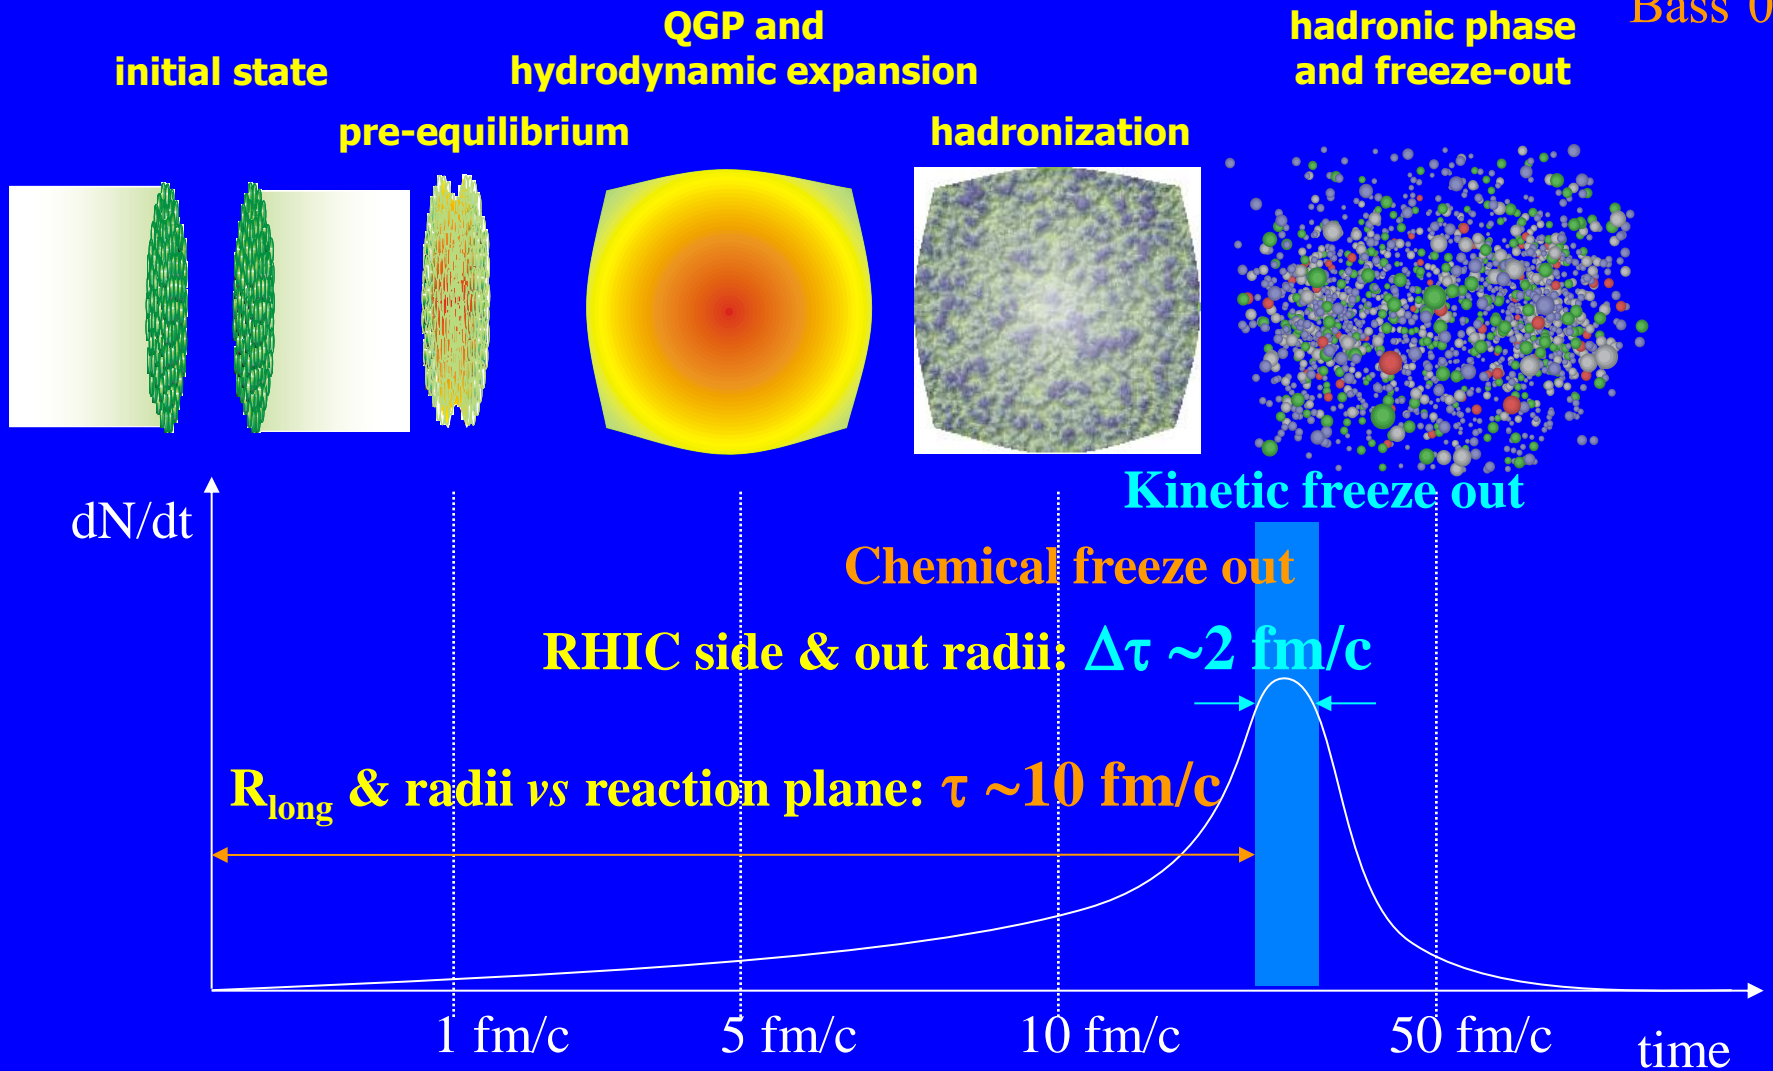 Bass
QGP and
hydrodynamic expansion
hadronic phase
and freeze-out
initial state
pre-equilibrium
hadronization
Kinetic freeze out
dN/dt
Chemical freeze out
RHIC side & out radii: Δτ ~2 fm/c
Rlong & radii vs reaction plane: τ ~10 fm/c
1 fm/c 5 fm/c 10 fm/c 50 fm/c
time